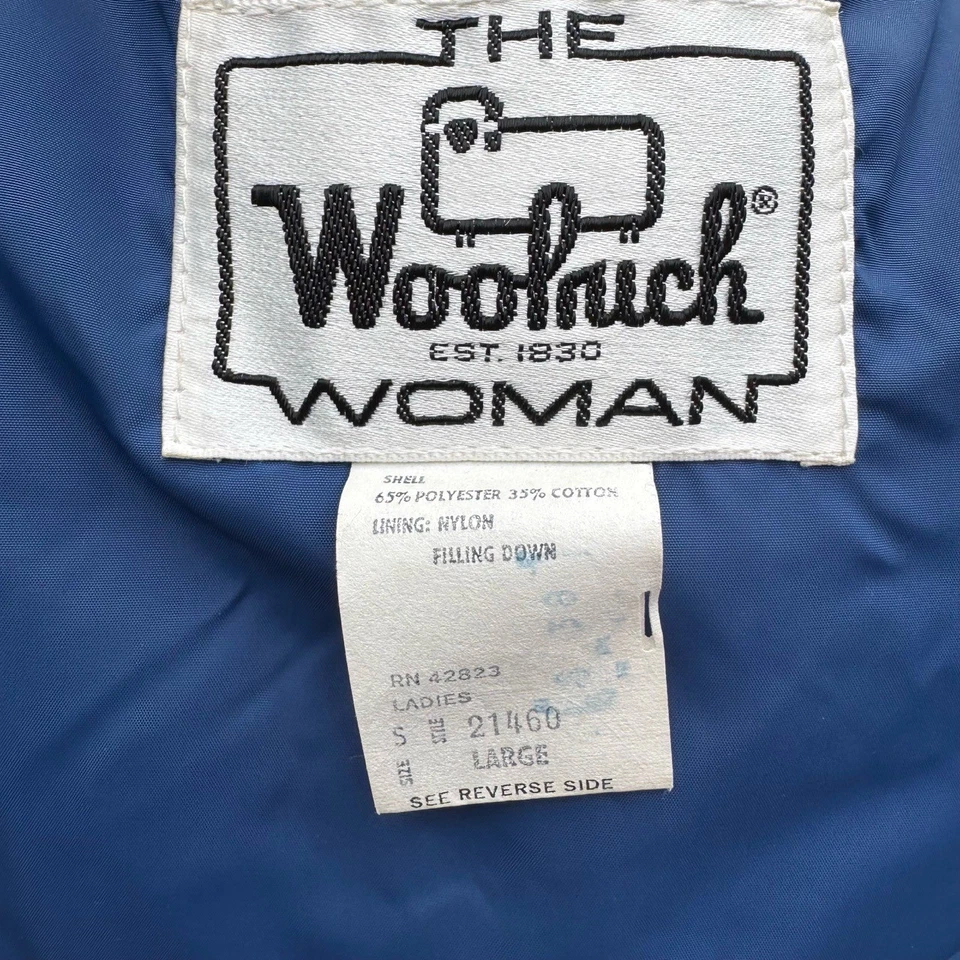 THE
Woolrich®
EST. 1830
WOMAN
SHELL
65% POLYESTER 35% COTTON
LINING: NYLON
FILLING DOWN
RN 42823
LADIES
S STYLE 21460
SIZE LARGE
SEE REVERSE SIDE